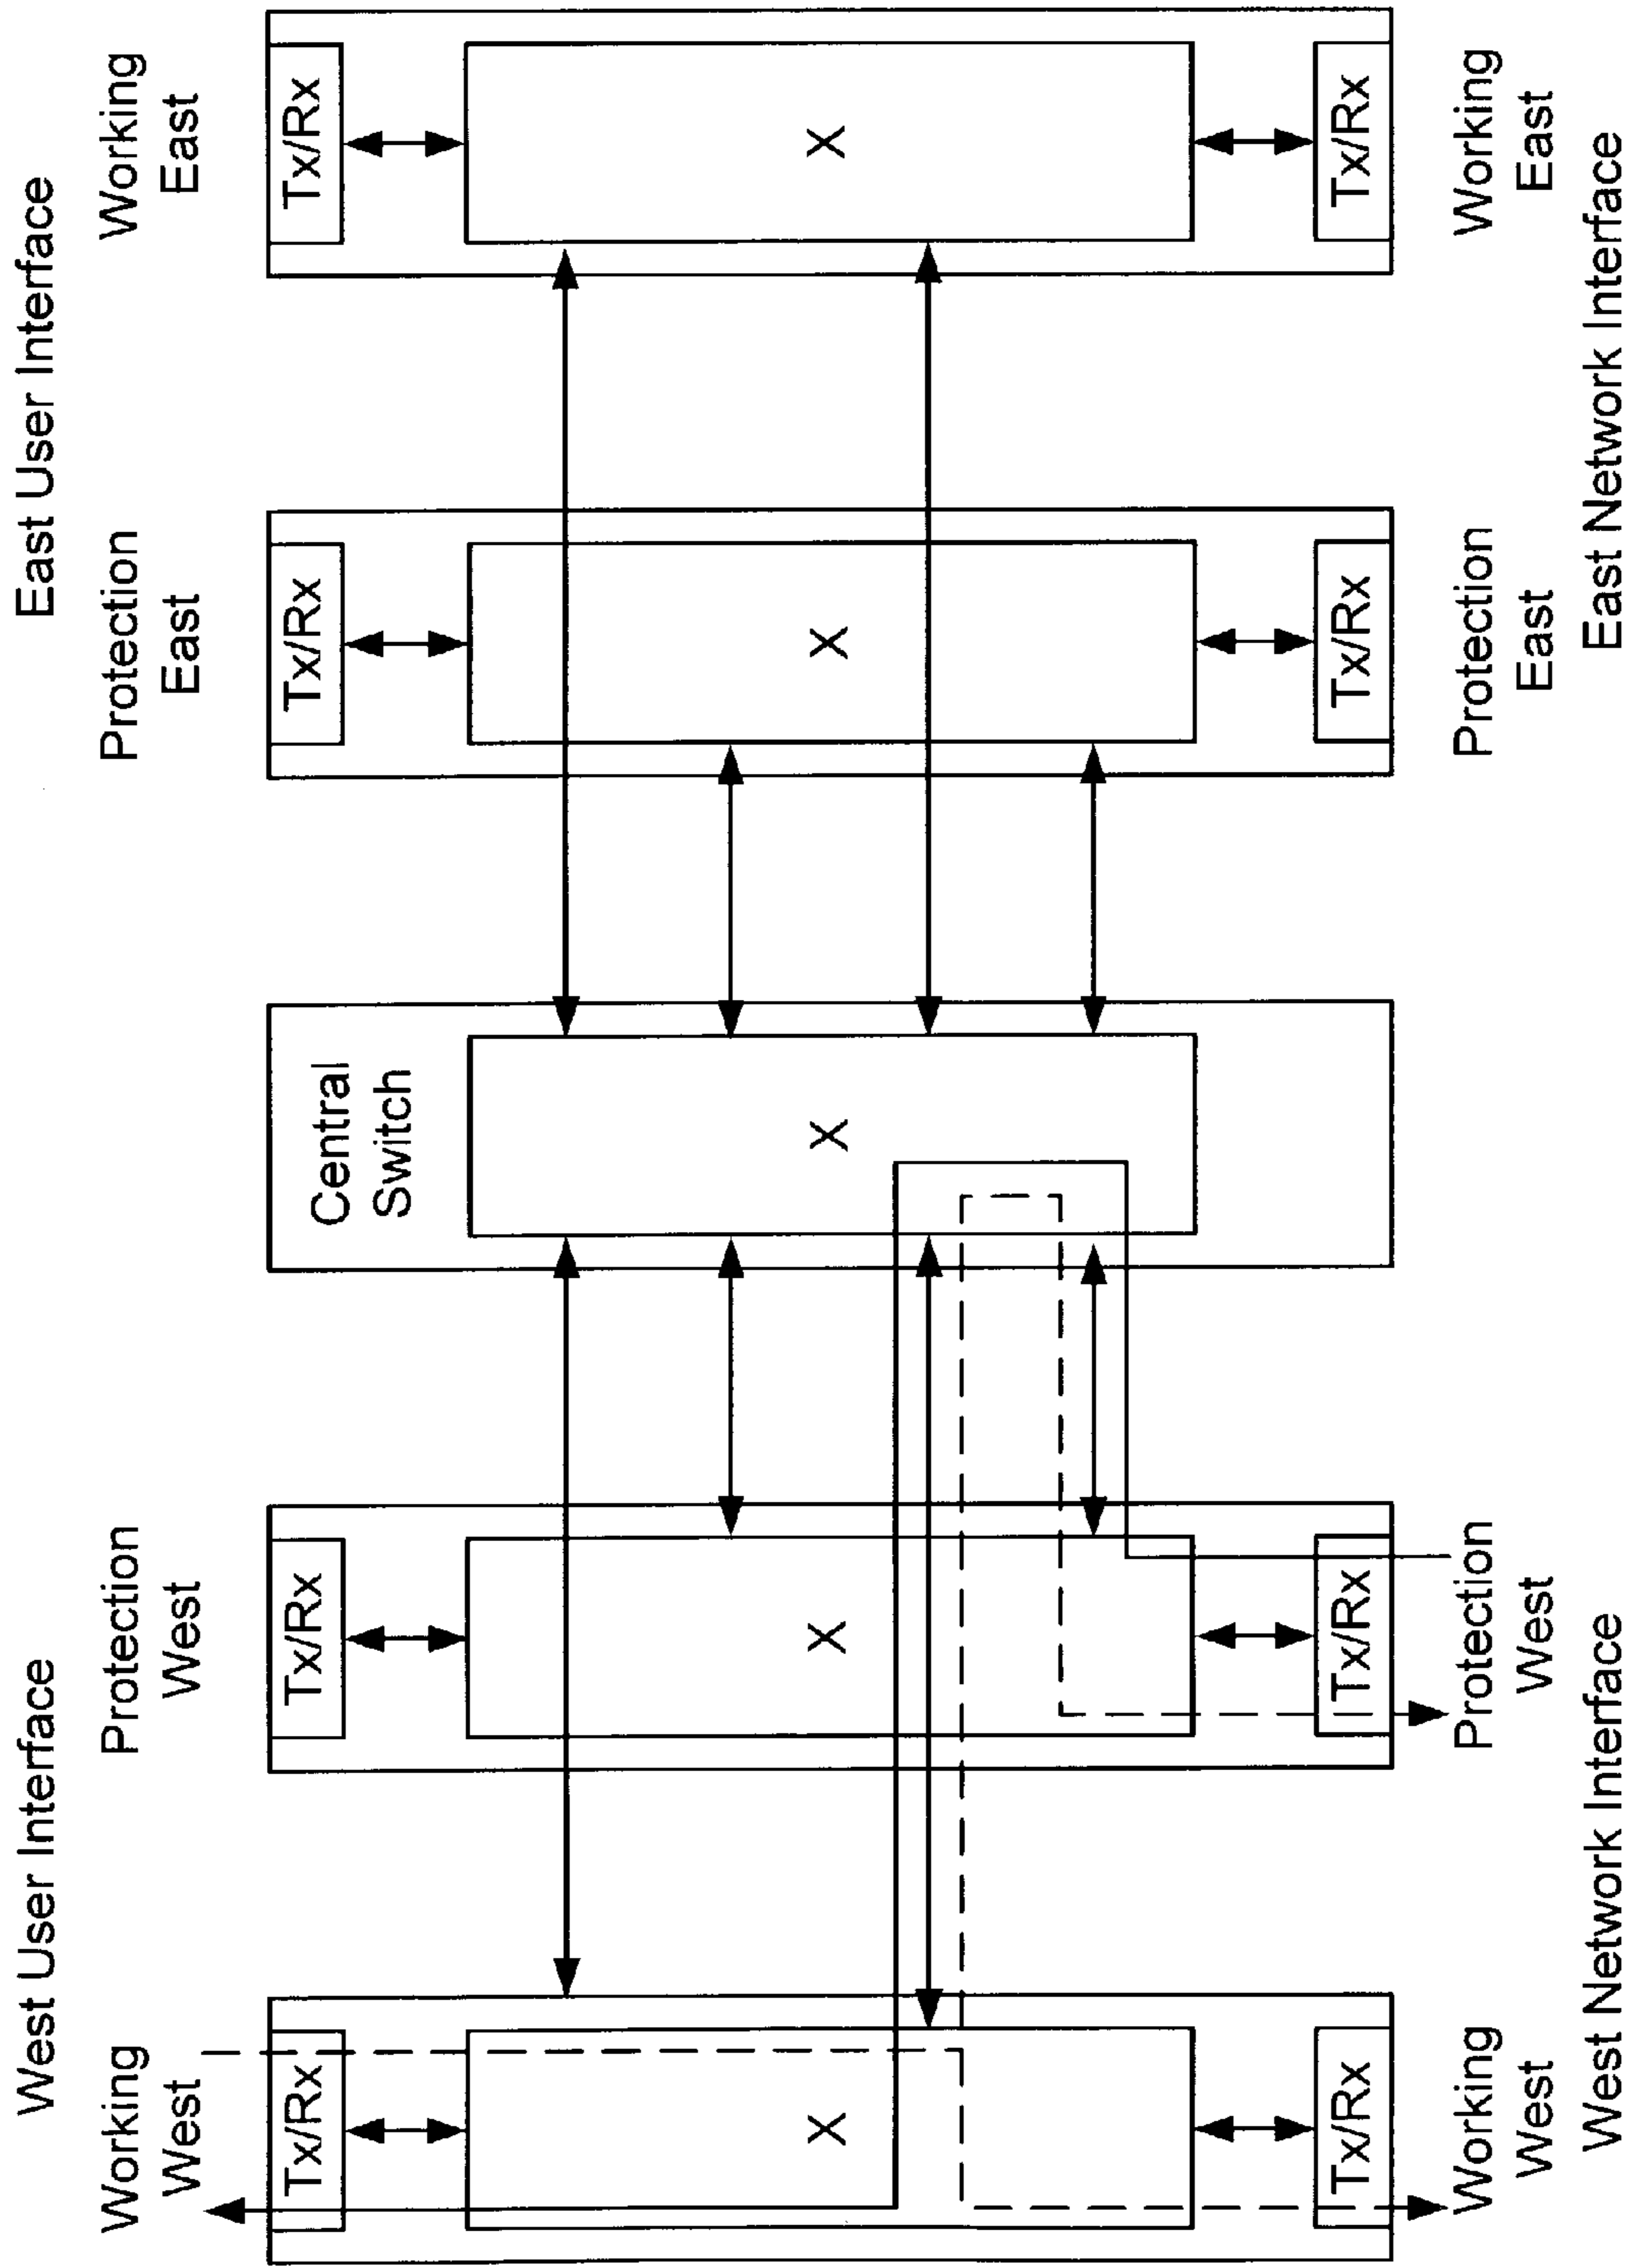 West User Interface
East User Interface
Working
West
Protection
West
Protection
East
Working
East
Tx/Rx
Tx/Rx
Central
Switch
Tx/Rx
Tx/Rx
X
X
X
X
X
Tx/Rx
Tx/Rx
Tx/Rx
Tx/Rx
Working
West
Protection
West
Protection
East
Working
East
West Network Interface
East Network Interface